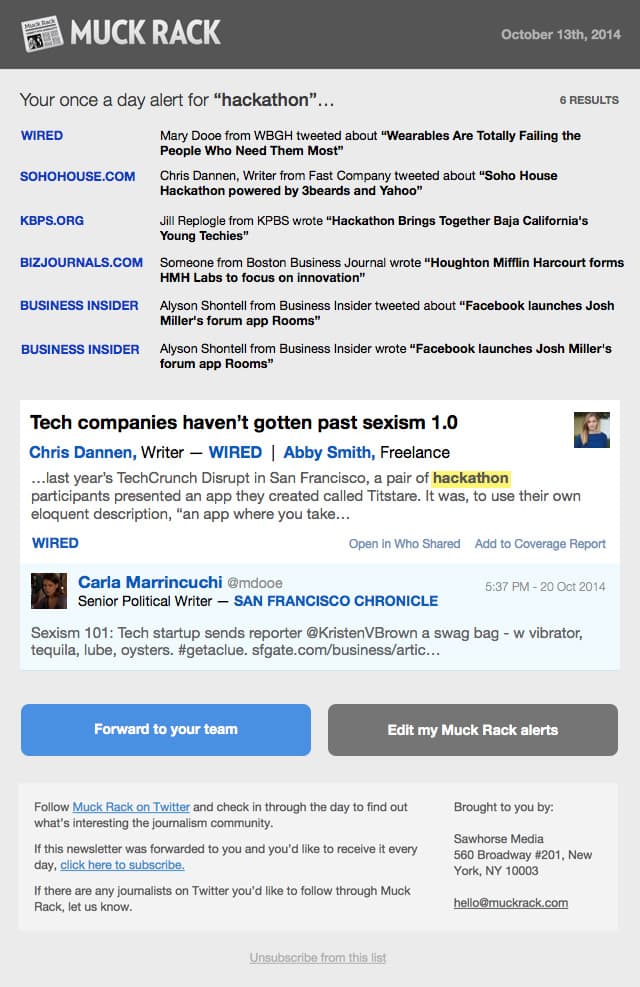 Muck Rack
MUCK RACK
October 13th, 2014
Your once a day alert for “hackathon”…
6 RESULTS
WIRED
Mary Dooe from WBGH tweeted about “Wearables Are Totally Failing the
People Who Need Them Most”
SOHOHOUSE.COM
Chris Dannen, Writer from Fast Company tweeted about “Soho House
Hackathon powered by 3beards and Yahoo”
KBPS.ORG
Jill Replogle from KPBS wrote “Hackathon Brings Together Baja California's
Young Techies”
BIZJOURNALS.COM
Someone from Boston Business Journal wrote “Houghton Mifflin Harcourt forms
HMH Labs to focus on innovation”
BUSINESS INSIDER
Alyson Shontell from Business Insider tweeted about “Facebook launches Josh
Miller's forum app Rooms”
BUSINESS INSIDER
Alyson Shontell from Business Insider wrote “Facebook launches Josh Miller's
forum app Rooms”
Tech companies haven’t gotten past sexism 1.0
Chris Dannen, Writer — WIRED | Abby Smith, Freelance
…last year’s TechCrunch Disrupt in San Francisco, a pair of hackathon
participants presented an app they created called Titstare. It was, to use their own
eloquent description, “an app where you take…
WIRED
Open in Who Shared
Add to Coverage Report
Carla Marrincuchi @mdooe
5:37 PM - 20 Oct 2014
Senior Political Writer — SAN FRANCISCO CHRONICLE
Sexism 101: Tech startup sends reporter @KristenVBrown a swag bag - w vibrator,
tequila, lube, oysters. #getaclue. sfgate.com/business/artic…
Forward to your team
Edit my Muck Rack alerts
Follow Muck Rack on Twitter and check in through the day to find out
what’s interesting the journalism community.
If this newsletter was forwarded to you and you’d like to receive it every
day, click here to subscribe.
If there are any journalists on Twitter you’d like to follow through Muck
Rack, let us know.
Brought to you by:
Sawhorse Media
560 Broadway #201, New
York, NY 10003
hello@muckrack.com
Unsubscribe from this list